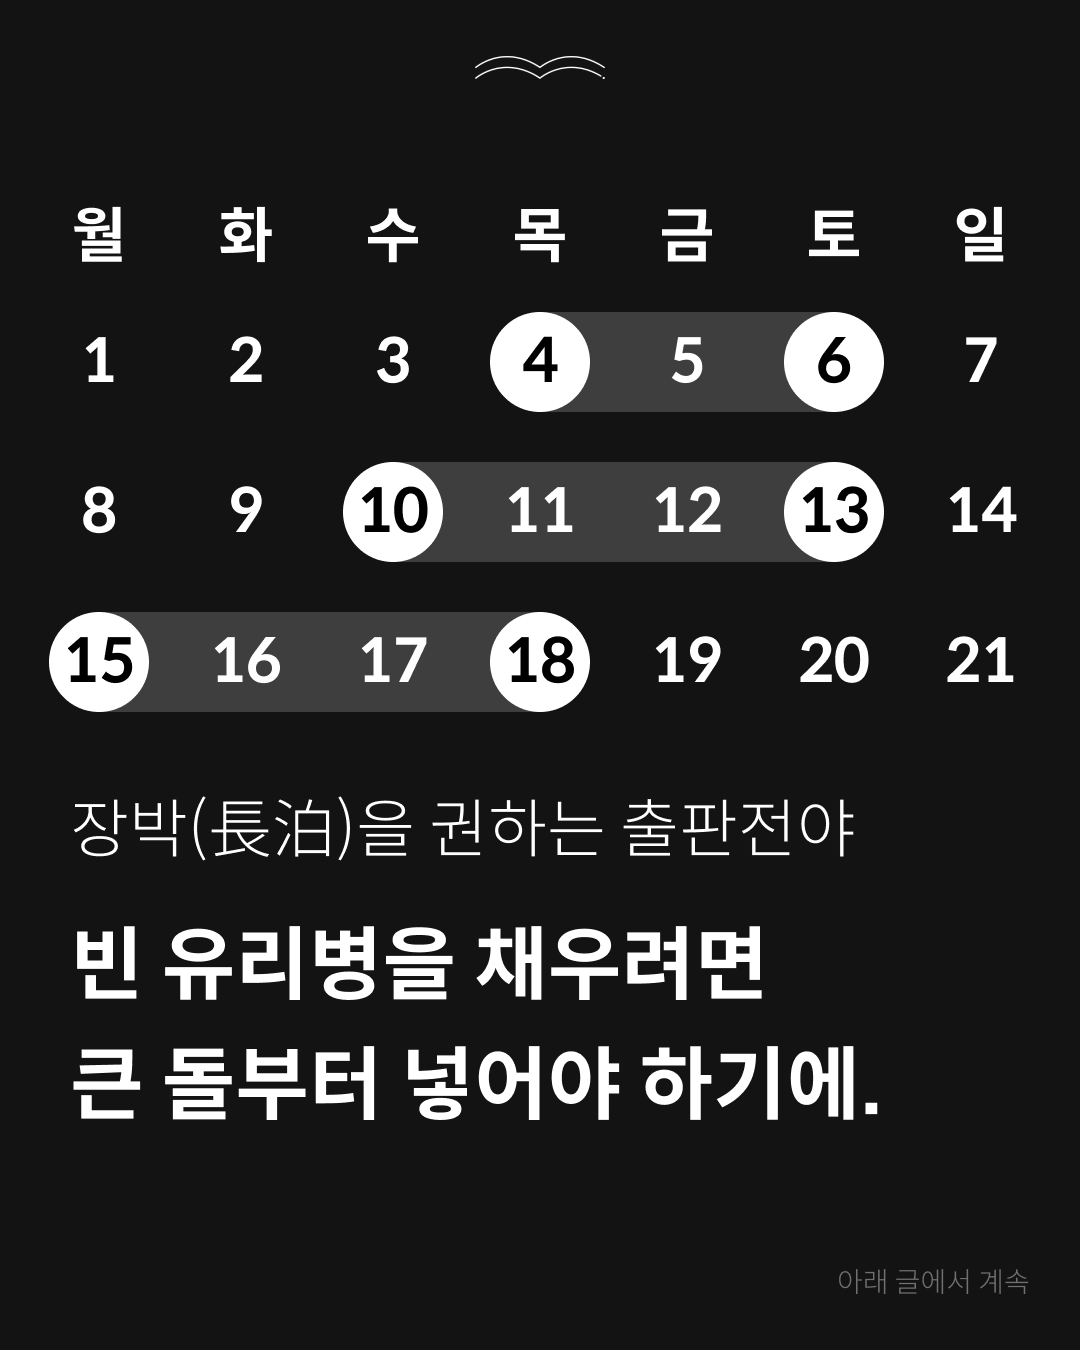 월 화 수 목 금 토 일
1 2 3 4 5 6 7
8 9 10 11 12 13 14
15 16 17 18 19 20 21
장박(長泊)을 권하는 출판전야
빈 유리병을 채우려면
큰 돌부터 넣어야 하기에.
아래 글에서 계속